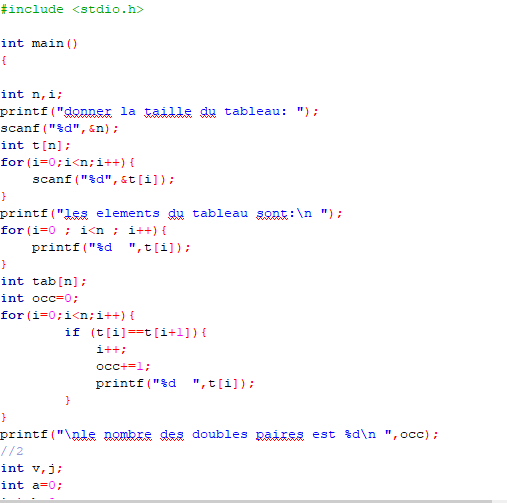 #include <stdio.h>
int main()
{
int n,i;
printf("donner la taille du tableau: ");
scanf("%d",&n);
int t[n];
for(i=0;i<n;i++){
scanf("%d",&t[i]);
}
printf("les elements du tableau sont:\n ");
for(i=0 ; i<n ; i++){
printf("%d  ",t[i]);
}
int tab[n];
int occ=0;
for(i=0;i<n;i++){
if (t[i]==t[i+1]){
i++;
occ+=1;
printf("%d  ",t[i]);
}
}
printf("\nle nombre des doubles paires est %d\n ",occ);
//2
int v,j;
int a=0;